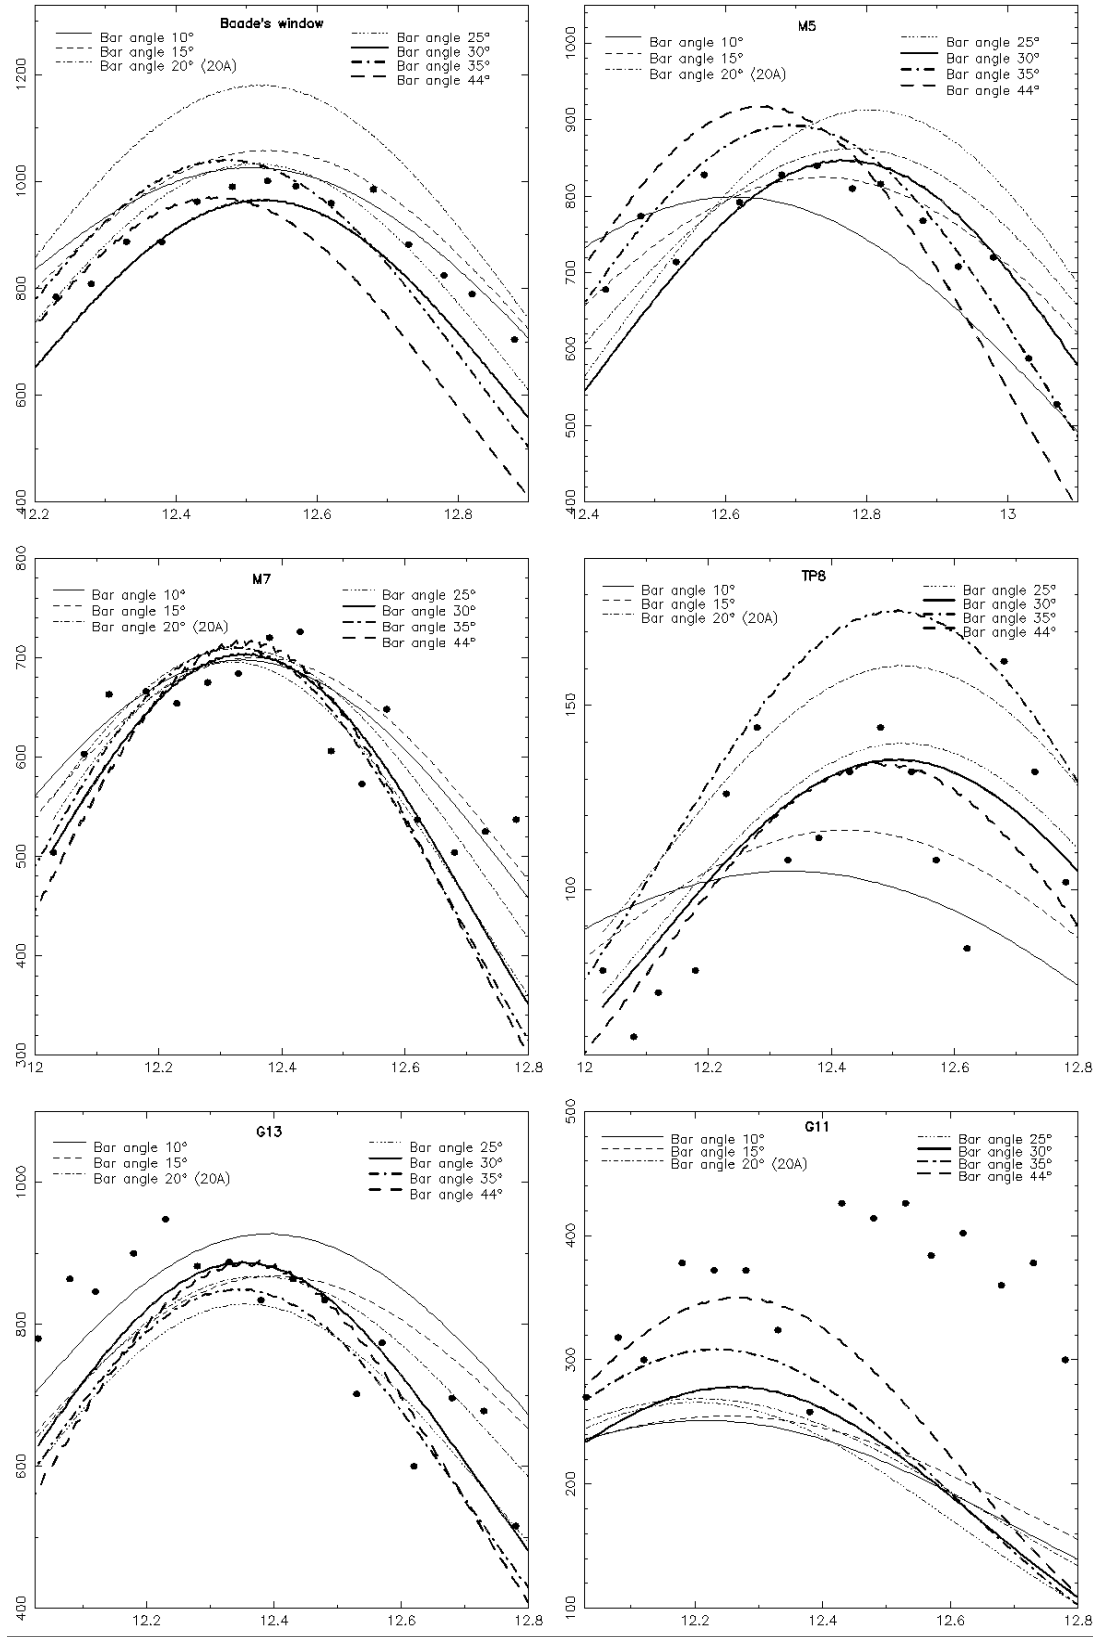 Baade's window
Bar angle 10°
Bar angle 15°
Bar angle 20° (20A)
Bar angle 25°
Bar angle 30°
Bar angle 35°
Bar angle 44°
1200
1000
800
600
400
12.2 12.4 12.6 12.8
M5
Bar angle 10°
Bar angle 15°
Bar angle 20° (20A)
Bar angle 25°
Bar angle 30°
Bar angle 35°
Bar angle 44°
1000
900
800
700
600
500
400
12.4 12.6 12.8 13
M7
Bar angle 10°
Bar angle 15°
Bar angle 20° (20A)
Bar angle 25°
Bar angle 30°
Bar angle 35°
Bar angle 44°
800
700
600
500
400
300
12 12.2 12.4 12.6 12.8
TP8
Bar angle 10°
Bar angle 15°
Bar angle 20° (20A)
Bar angle 25°
Bar angle 30°
Bar angle 35°
Bar angle 44°
150
100
12 12.2 12.4 12.6 12.8
G13
Bar angle 10°
Bar angle 15°
Bar angle 20° (20A)
Bar angle 25°
Bar angle 30°
Bar angle 35°
Bar angle 44°
1000
800
600
400
12.2 12.4 12.6 12.8
G11
Bar angle 10°
Bar angle 15°
Bar angle 20° (20A)
Bar angle 25°
Bar angle 30°
Bar angle 35°
Bar angle 44°
500
400
300
200
100
12.2 12.4 12.6 12.8